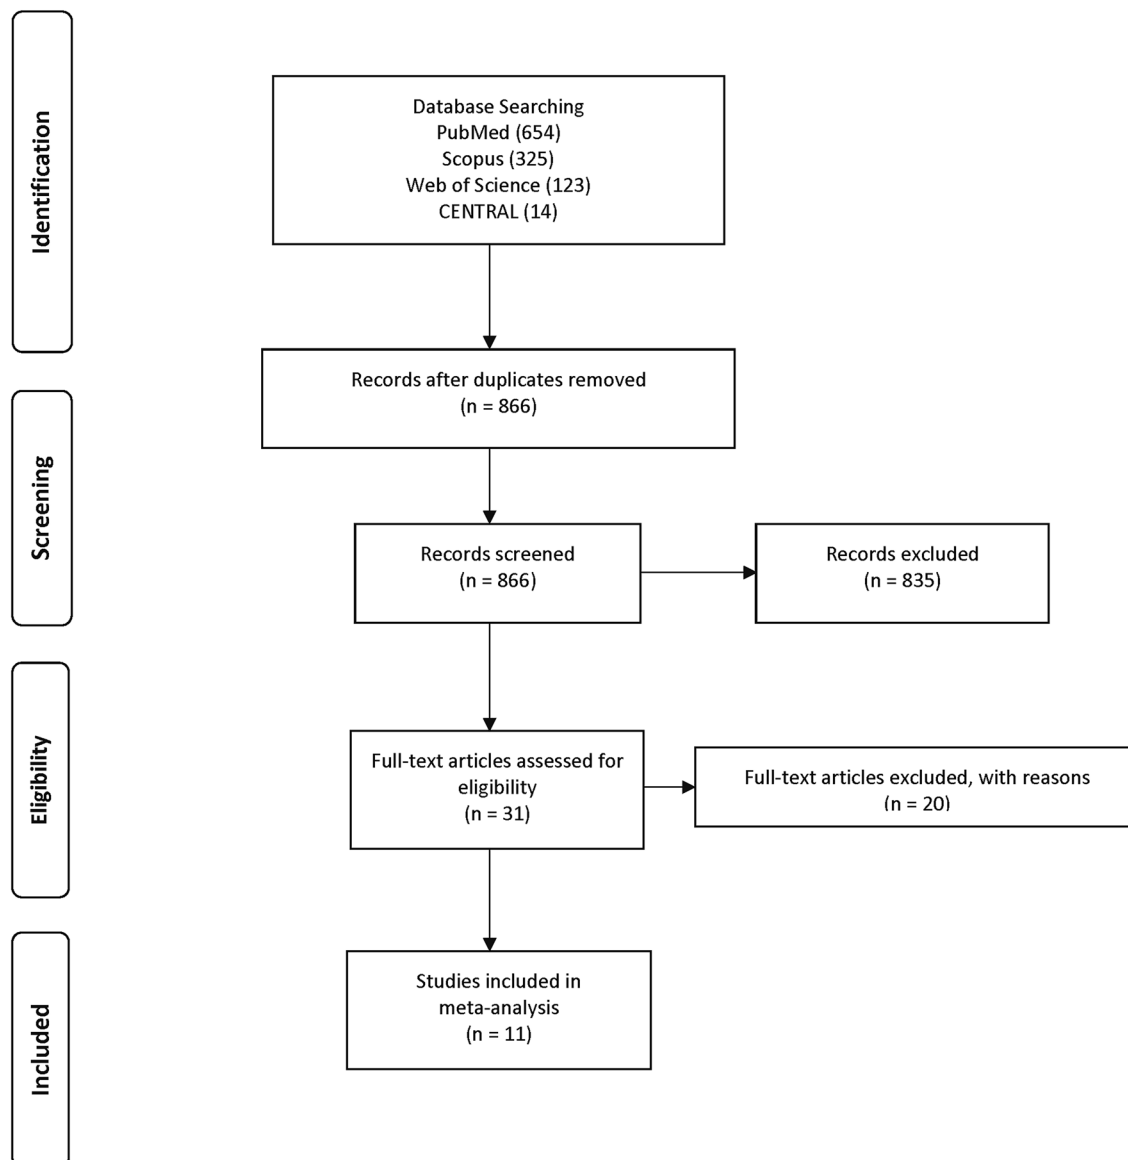 Identification
Database Searching
PubMed (654)
Scopus (325)
Web of Science (123)
CENTRAL (14)
Records after duplicates removed
(n = 866)
Screening
Records screened
(n = 866)
Records excluded
(n = 835)
Eligibility
Full-text articles assessed for
eligibility
(n = 31)
Full-text articles excluded, with reasons
(n = 20)
Included
Studies included in
meta-analysis
(n = 11)